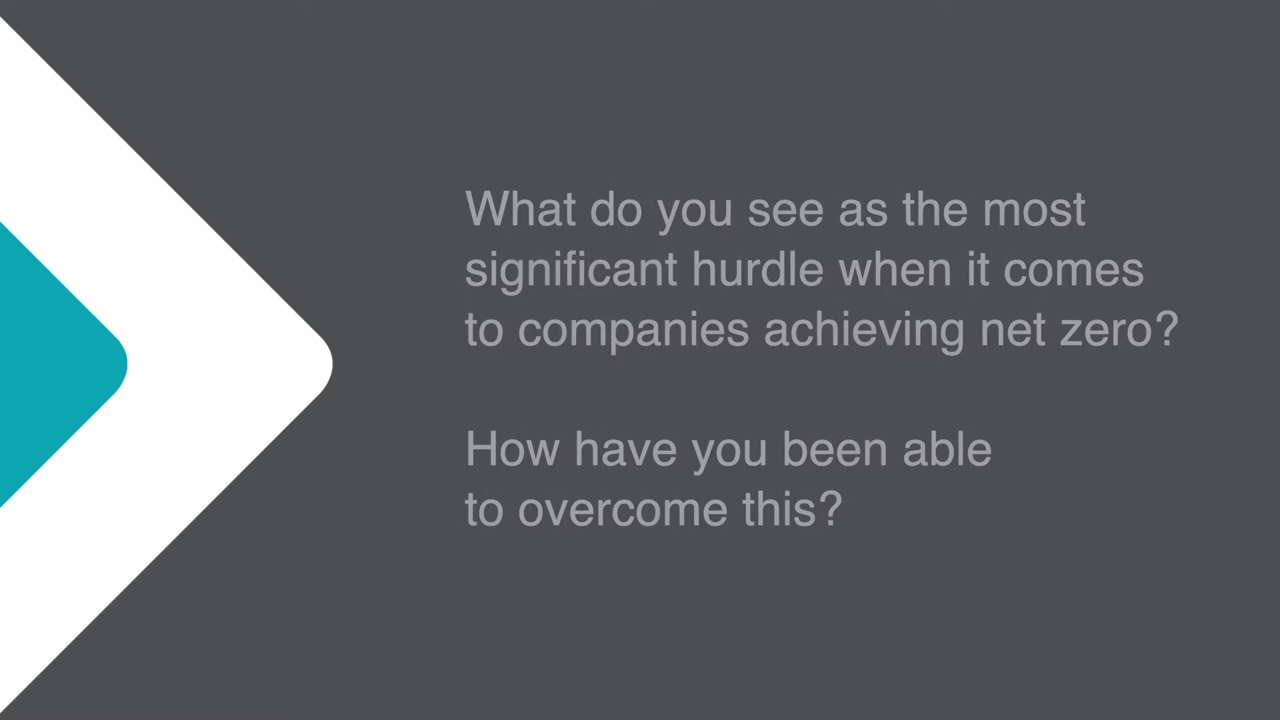 What do you see as the most
significant hurdle when it comes
to companies achieving net zero?
How have you been able
to overcome this?